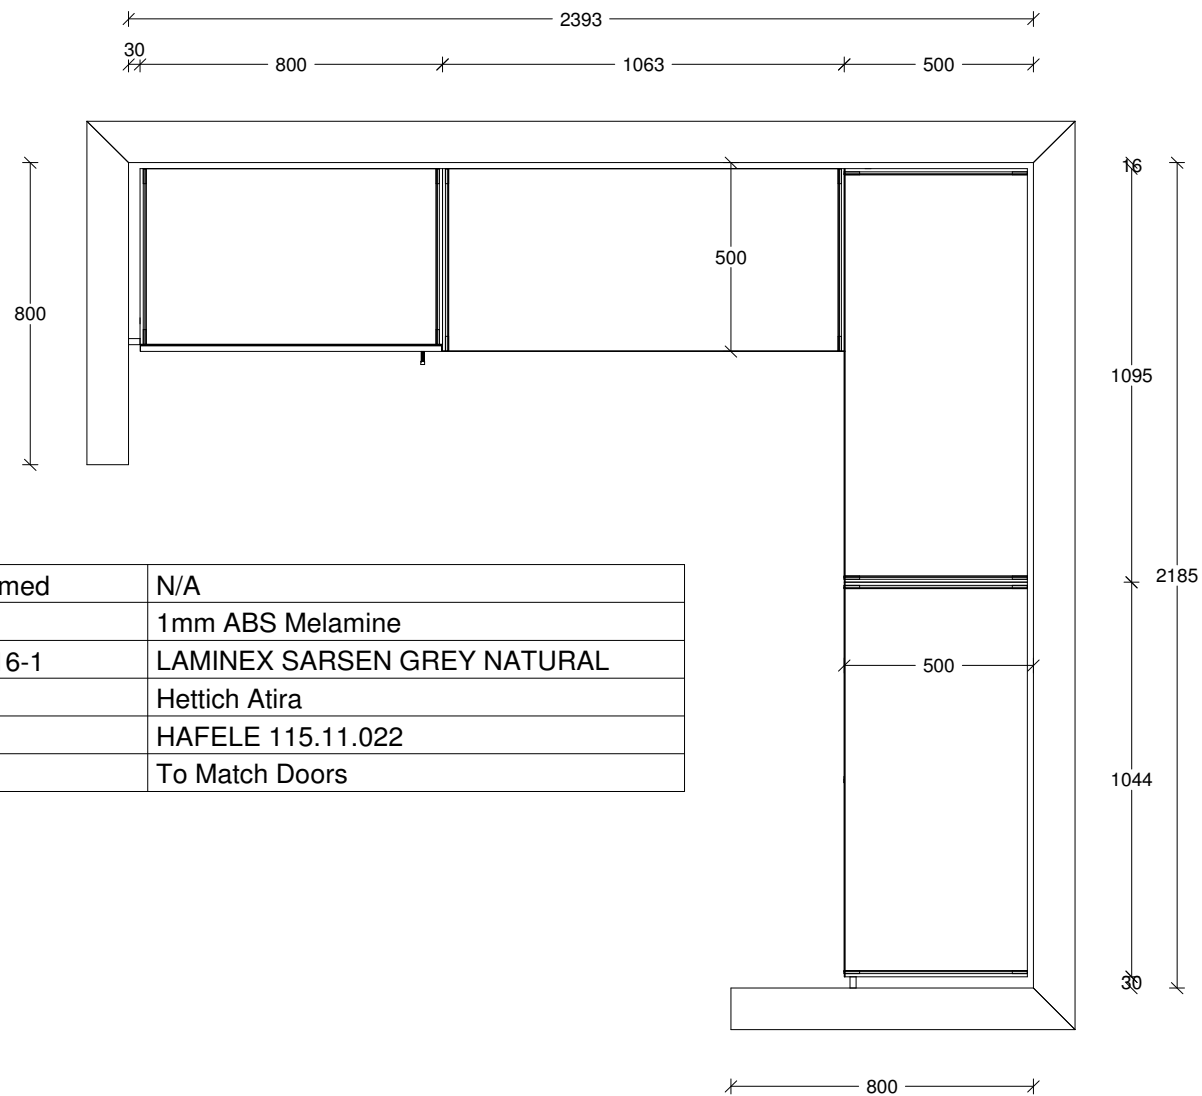 2393
30
800
1063
500
16
800
500
1095
2185
500
1044
30
800
med N/A
1mm ABS Melamine
6-1 LAMINEX SARSEN GREY NATURAL
Hettich Atira
HAFELE 115.11.022
To Match Doors